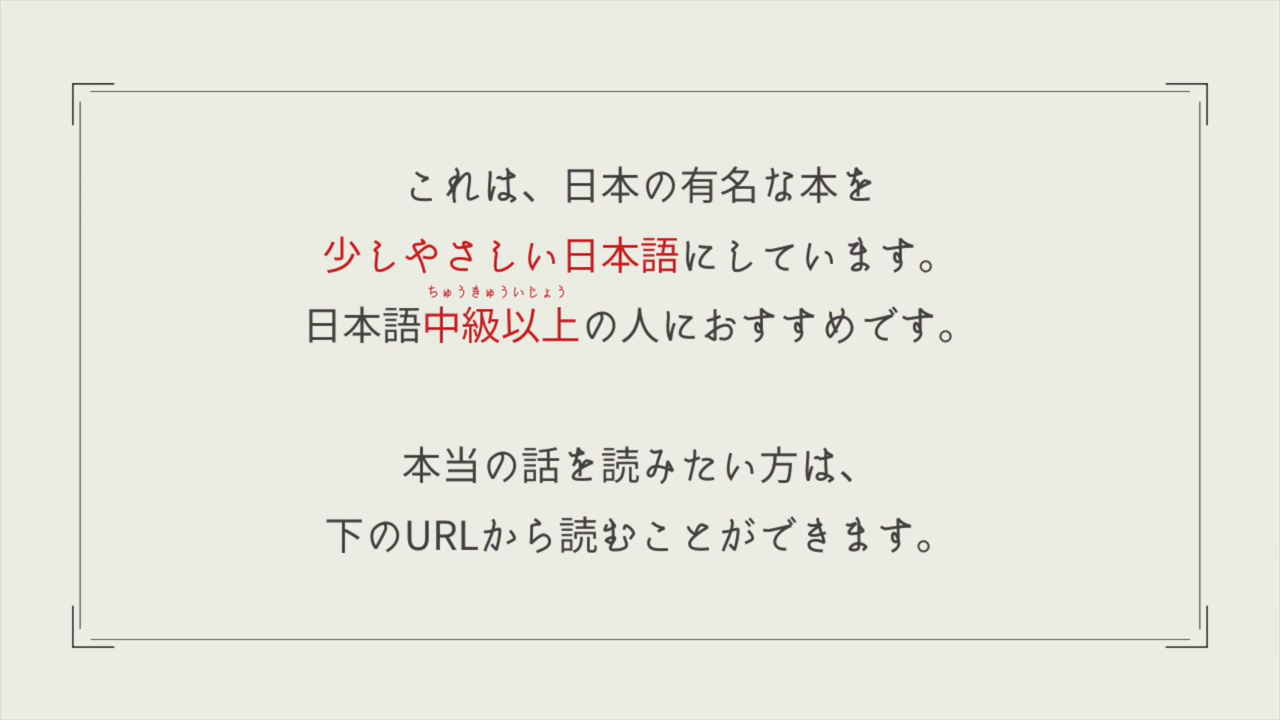 これは、日本の有名な本を
少しやさしい日本語にしています。
ちゅうきゅういじょう
日本語中級以上の人におすすめです。
本当の話を読みたい方は、
下のURLから読むことができます。